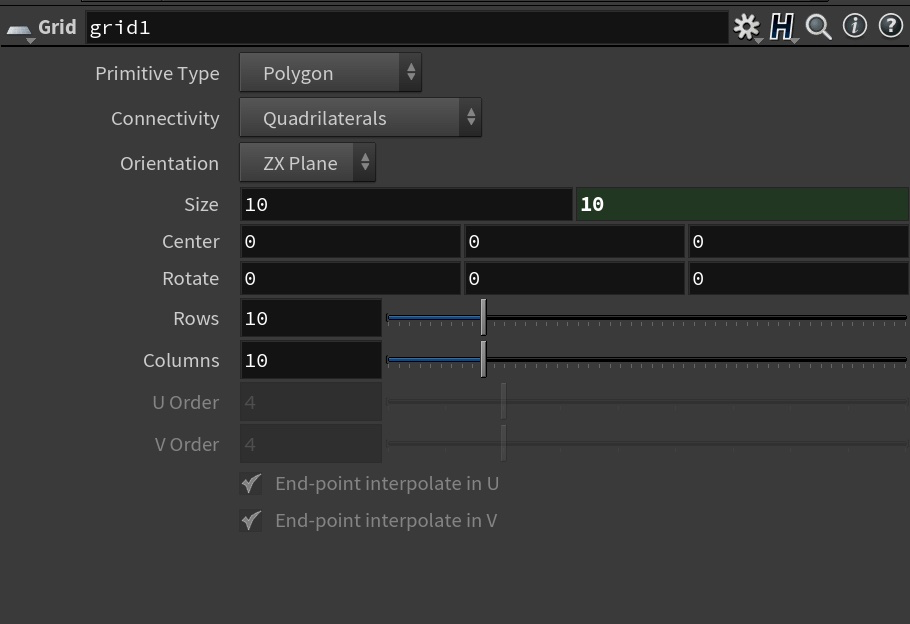 Grid grid1
Primitive Type Polygon
Connectivity Quadrilaterals
Orientation ZX Plane
Size 10 10
Center 0 0 0
Rotate 0 0 0
Rows 10
Columns 10
U Order 4
V Order 4
End-point interpolate in U
End-point interpolate in V